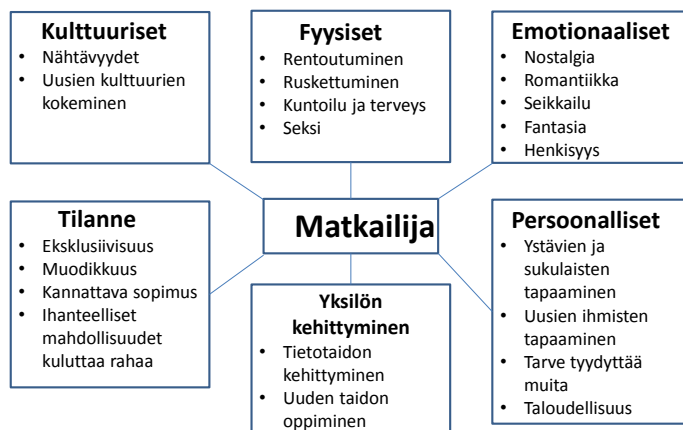 Kulttuuriset
• Nähtävyydet
• Uusien kulttuurien
kokeminen
Fyysiset
• Rentoutuminen
• Ruskettuminen
• Kuntoilu ja terveys
• Seksi
Emotionaaliset
• Nostalgia
• Romantiikka
• Seikkailu
• Fantasia
• Henkisyys
Matkailija
Tilanne
• Eksklusiivisuus
• Muodikkuus
• Kannattava sopimus
• Ihanteelliset
mahdollisuudet
kuluttaa rahaa
Yksilön
kehittyminen
• Tietotaidon
kehittyminen
• Uuden taidon
oppiminen
Persoonalliset
• Ystävien ja
sukulaisten
tapaaminen
• Uusien ihmisten
tapaaminen
• Tarve tyydyttää
muita
• Taloudellisuus